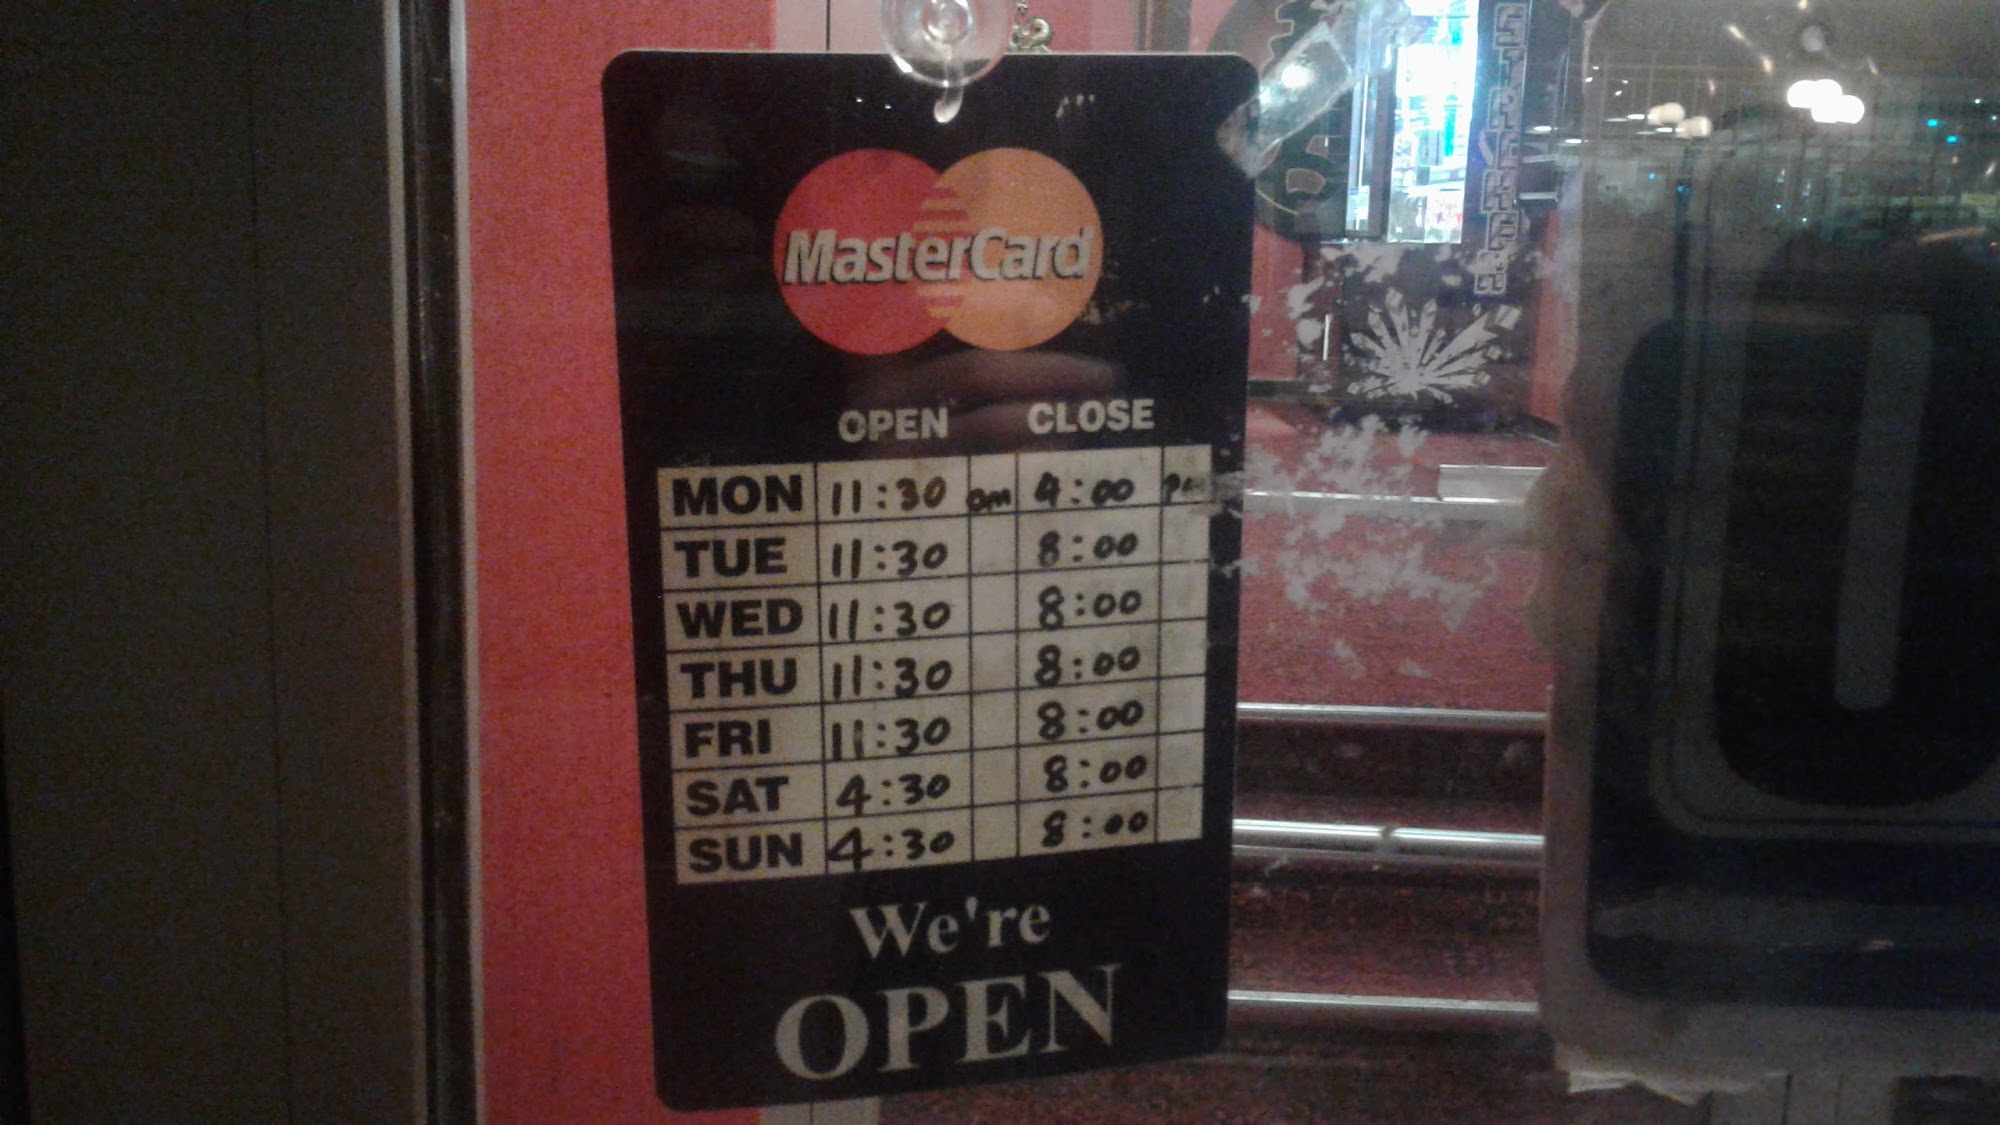 MasterCard
OPEN CLOSE
MON 11:30 am 4:00 PM
TUE 11:30 8:00
WED 11:30 8:00
THU 11:30 8:00
FRI 11:30 8:00
SAT 4:30 8:00
SUN 4:30 8:00
We're
OPEN